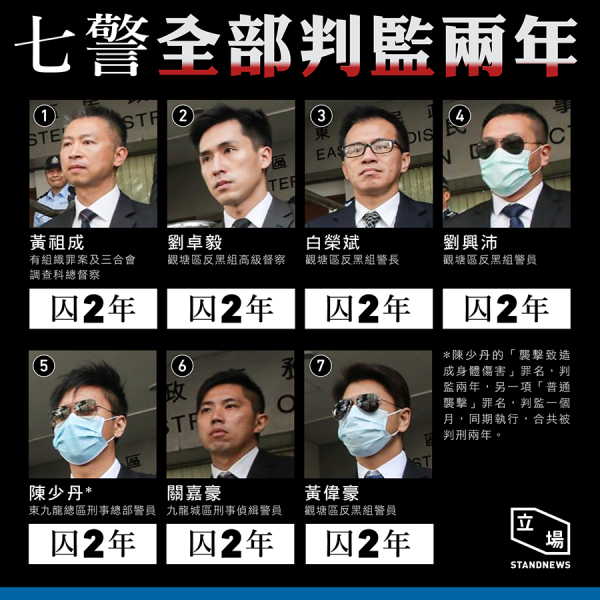 七警全部判監兩年
1
2
3
4
黃祖成
有組織罪案及三合會
調查科總督察
囚2年
劉卓毅
觀塘區反黑組高級督察
囚2年
白榮斌
觀塘區反黑組警長
囚2年
劉興沛
觀塘區反黑組警員
囚2年
5
6
7
陳少丹*
東九龍總區刑事總部警員
囚2年
關嘉豪
九龍城區刑事偵緝警員
囚2年
黃偉豪
觀塘區反黑組警員
囚2年
*陳少丹的「襲擊致造
成身體傷害」罪名，判
監兩年，另一項「普通
襲擊」罪名，判監一個
月，同期執行，合共被
判刑兩年。
立場
STANDNEWS